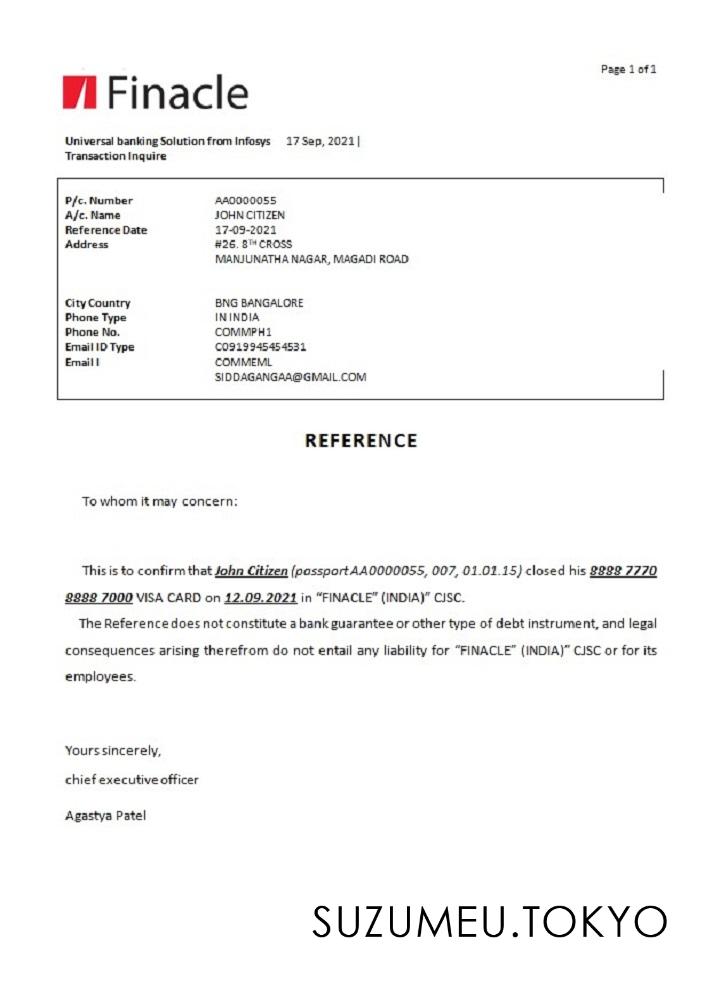 Page 1 of 1
Finacle
Universal banking Solution from Infosys 17 Sep, 2021|
Transaction Inquire
P/c. Number AA0000055
A/c. Name JOHN CITIZEN
Reference Date 17-09-2021
Address #26. 8TH CROSS
MANJUNATHA NAGAR, MAGADI ROAD
City Country BNG BANGALORE
Phone Type IN INDIA
Phone No. COMMPH1
Email ID Type C0919945454531
Email I COMMEML
SIDDAGANGAA@GMAIL.COM
REFERENCE
To whom it may concern:
This is to confirm that John Citizen (passport AA0000055, 007, 01.01.15) closed his 8888 7770
8888 7000 VISA CARD on 12.09.2021 in “FINACLE” (INDIA)” CJSC.
The Reference does not constitute a bank guarantee or other type of debt instrument, and legal
consequences arising therefrom do not entail any liability for “FINACLE” (INDIA)” CJSC or for its
employees.
Yours sincerely,
chief executive officer
Agastya Patel
SUZUMEU.TOKYO